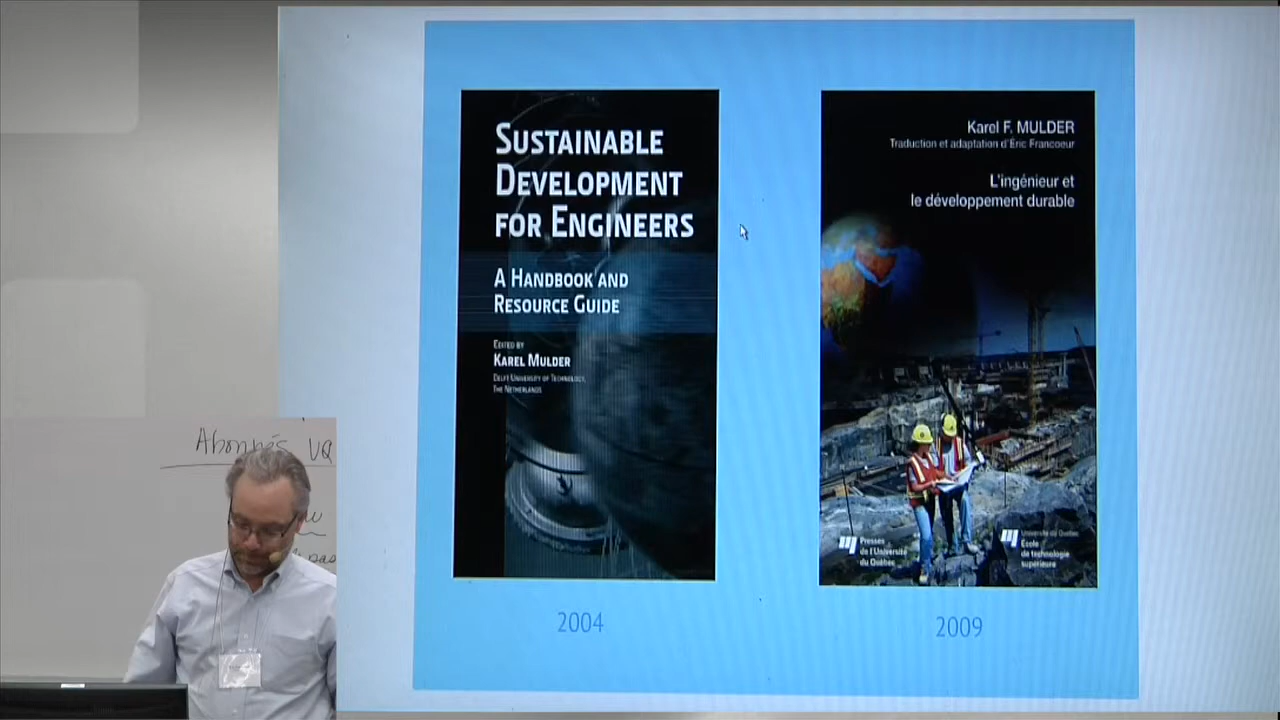 SUSTAINABLE
DEVELOPMENT
FOR ENGINEERS
A HANDBOOK AND
RESOURCE GUIDE
EDITED BY
KAREL MULDER
DELFT UNIVERSITY OF TECHNOLOGY,
THE NETHERLANDS
2004
Karel F. MULDER
Traduction et adaptation d'Éric Francoeur
L'ingénieur et
le développement durable
Presses
de l'Université
du Québec
Université du Québec
École
de technologie
supérieure
2009
Abonnés VQ
pas